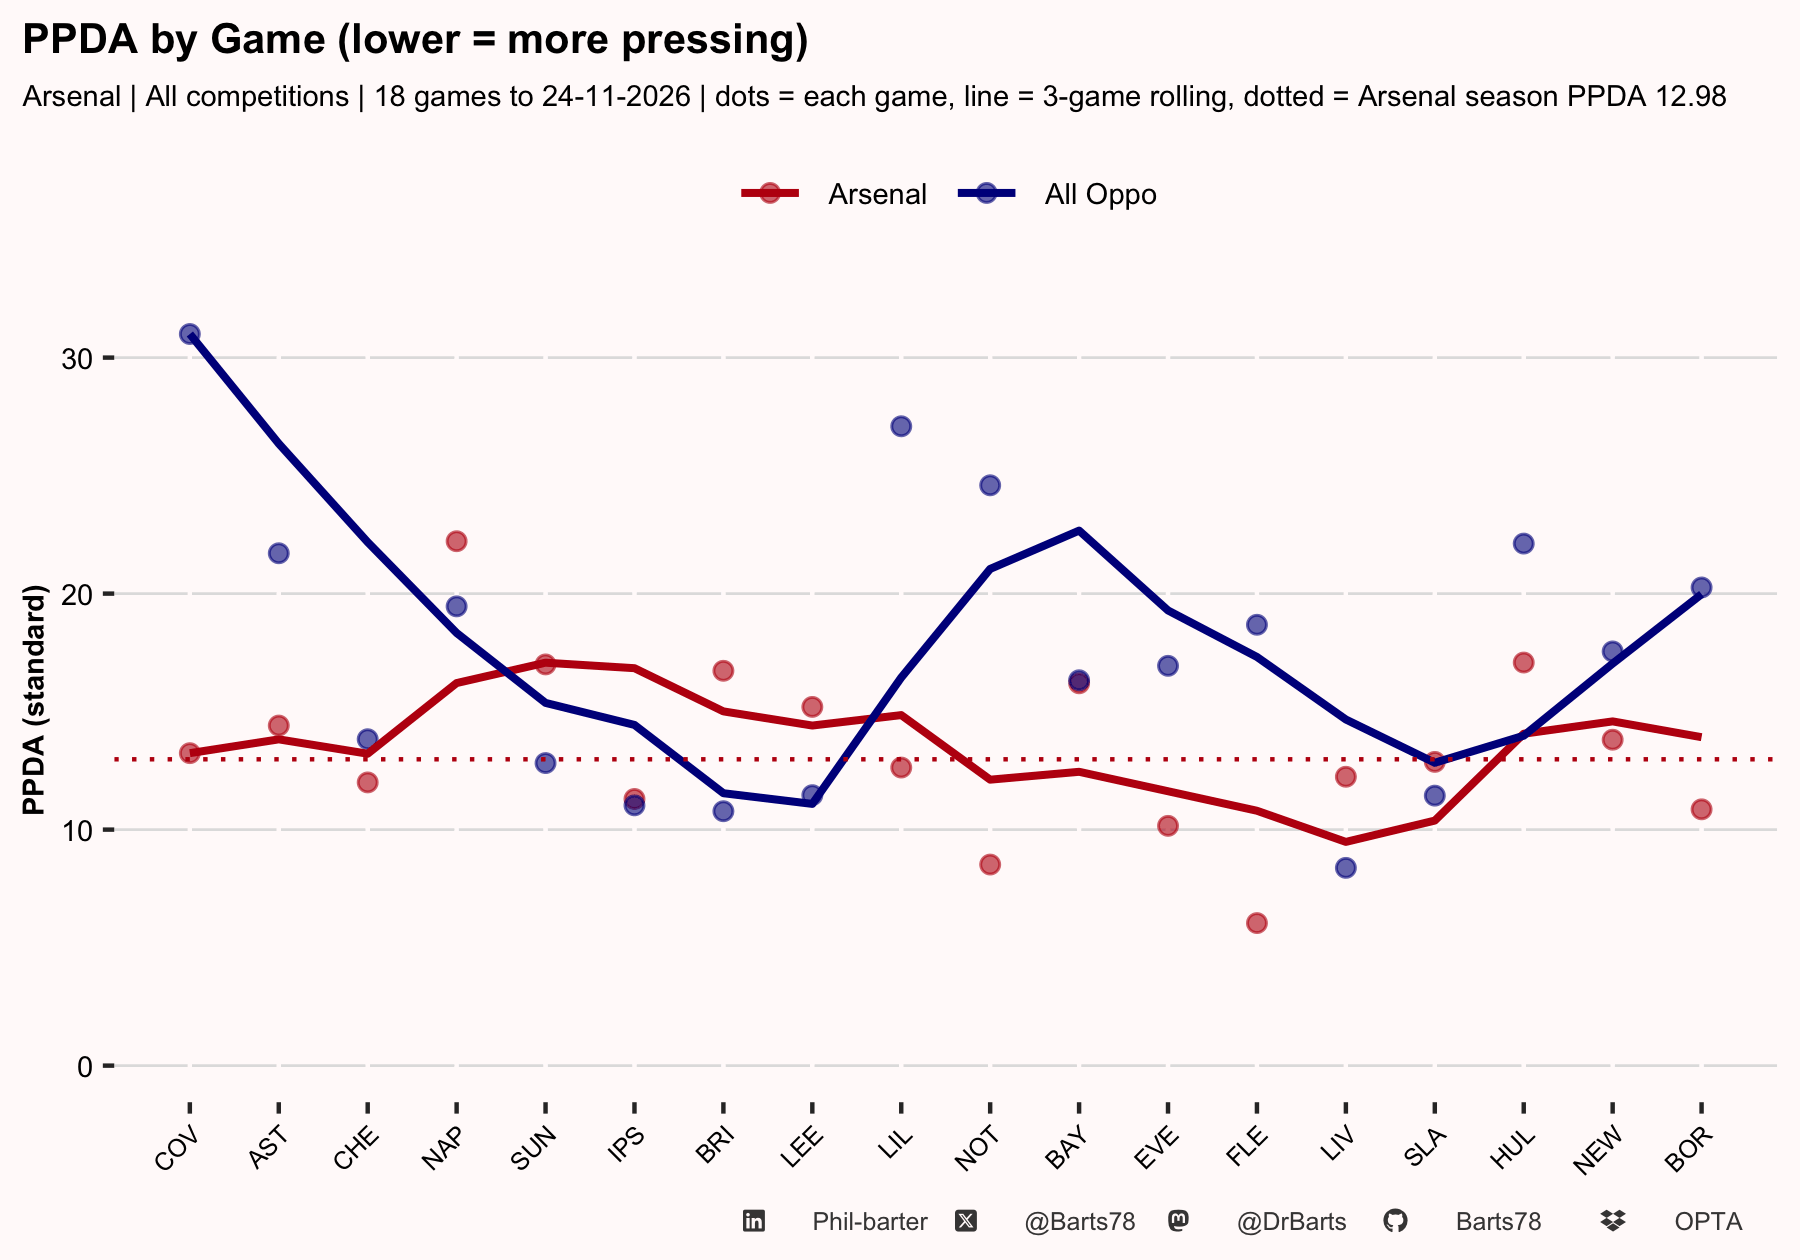 PPDA by Game (lower = more pressing)
Arsenal | All competitions | 18 games to 24-11-2026 | dots = each game, line = 3-game rolling, dotted = Arsenal season PPDA 12.98
Arsenal All Oppo
PPDA (standard)
30
20
10
0
COV AST CHE NAP SUN IPS BRI LEE LIL NOT BAY EVE FLE LIV SLA HUL NEW BOR
Phil-barter @Barts78 @DrBarts Barts78 OPTA